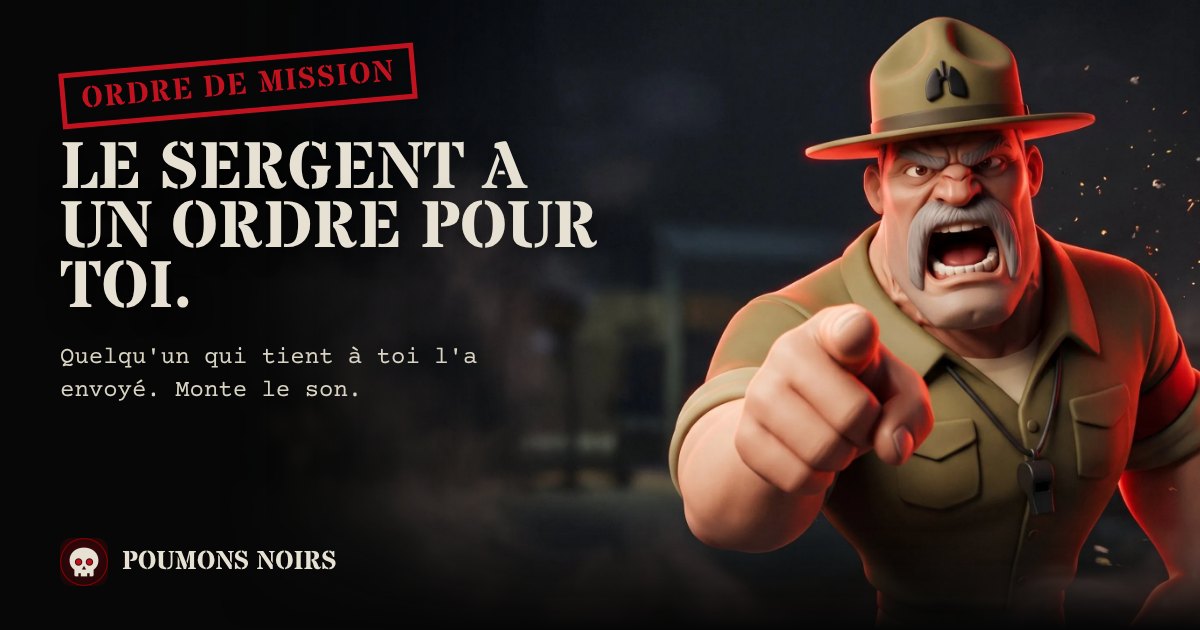 ORDRE DE MISSION
LE SERGENT A
UN ORDRE POUR
TOI.
Quelqu'un qui tient à toi l'a
envoyé. Monte le son.
POUMONS NOIRS